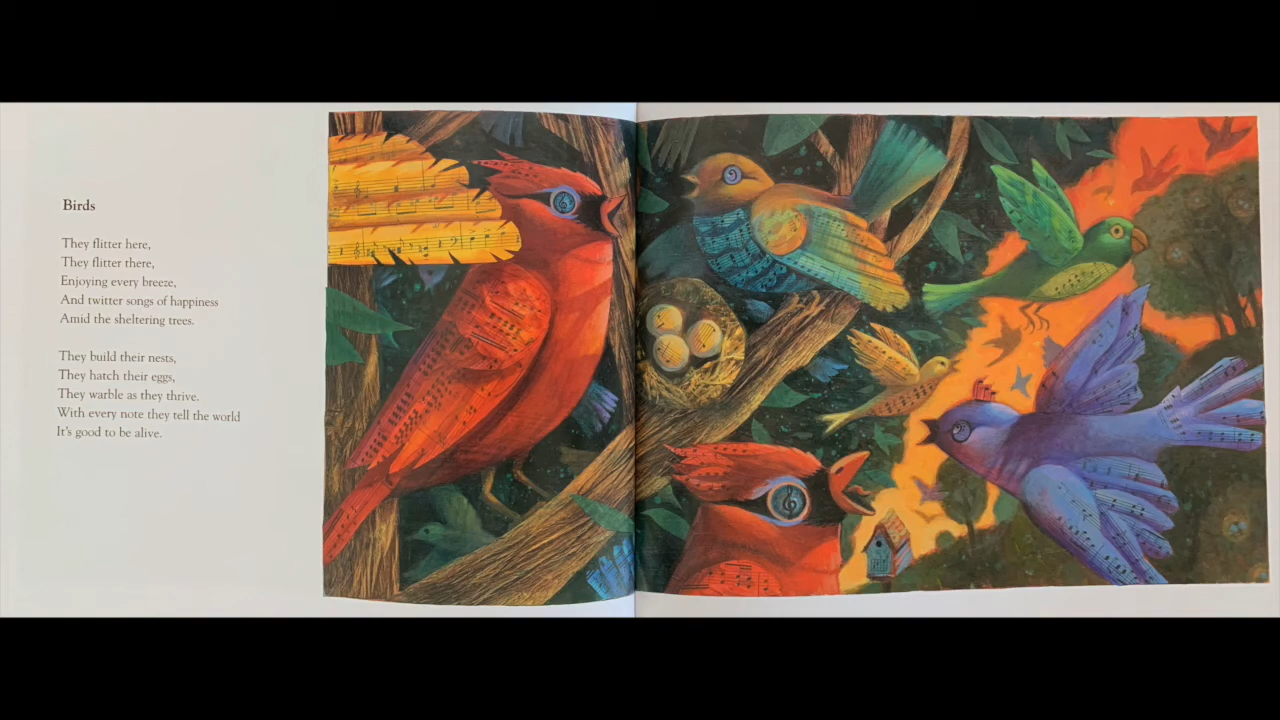 Birds
They flitter here,
They flitter there,
Enjoying every breeze,
And twitter songs of happiness
Amid the sheltering trees.
They build their nests,
They hatch their eggs,
They warble as they thrive.
With every note they tell the world
It's good to be alive.